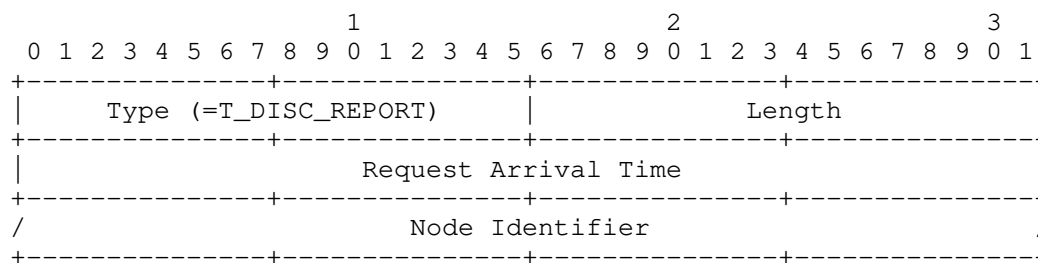 1                   2                   3
 0 1 2 3 4 5 6 7 8 9 0 1 2 3 4 5 6 7 8 9 0 1 2 3 4 5 6 7 8 9 0 1
+---------------+---------------+---------------+---------------
|     Type (=T_DISC_REPORT)     |             Length
+---------------+---------------+---------------+---------------
|                     Request Arrival Time
+---------------+---------------+---------------+---------------
/                        Node Identifier                       /
+---------------+---------------+---------------+---------------